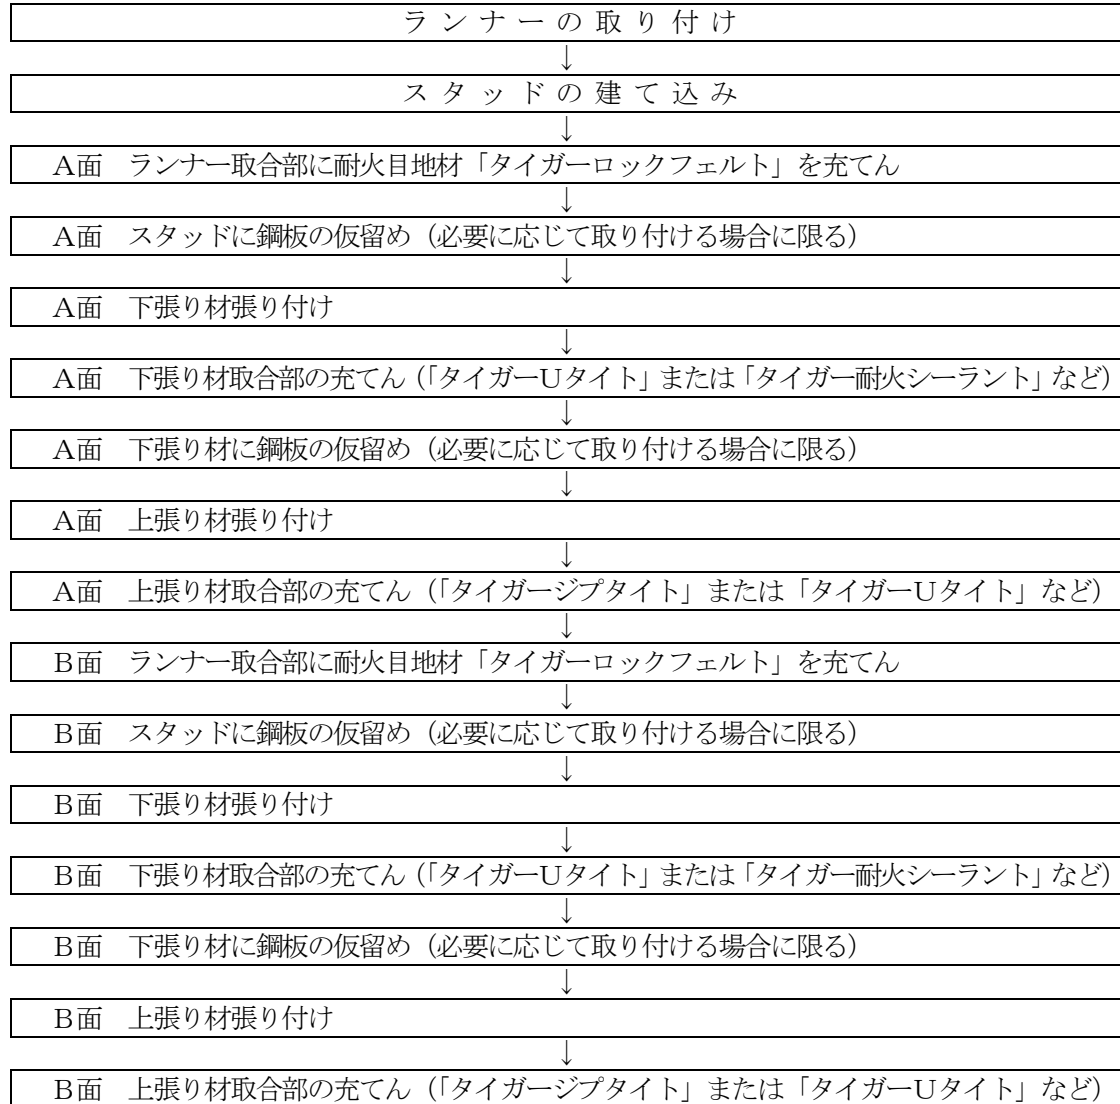 ランナーの取り付け
↓
スタッドの建て込み
↓
Ａ面　ランナー取合部に耐火目地材「タイガーロックフェルト」を充てん
↓
Ａ面　スタッドに鋼板の仮留め（必要に応じて取り付ける場合に限る）
↓
Ａ面　下張り材張り付け
↓
Ａ面　下張り材取合部の充てん（「タイガーＵタイト」または「タイガー耐火シーラント」など）
↓
Ａ面　下張り材に鋼板の仮留め（必要に応じて取り付ける場合に限る）
↓
Ａ面　上張り材張り付け
↓
Ａ面　上張り材取合部の充てん（「タイガージプタイト」または「タイガーＵタイト」など）
↓
Ｂ面　ランナー取合部に耐火目地材「タイガーロックフェルト」を充てん
↓
Ｂ面　スタッドに鋼板の仮留め（必要に応じて取り付ける場合に限る）
↓
Ｂ面　下張り材張り付け
↓
Ｂ面　下張り材取合部の充てん（「タイガーＵタイト」または「タイガー耐火シーラント」など）
↓
Ｂ面　下張り材に鋼板の仮留め（必要に応じて取り付ける場合に限る）
↓
Ｂ面　上張り材張り付け
↓
Ｂ面　上張り材取合部の充てん（「タイガージプタイト」または「タイガーＵタイト」など）